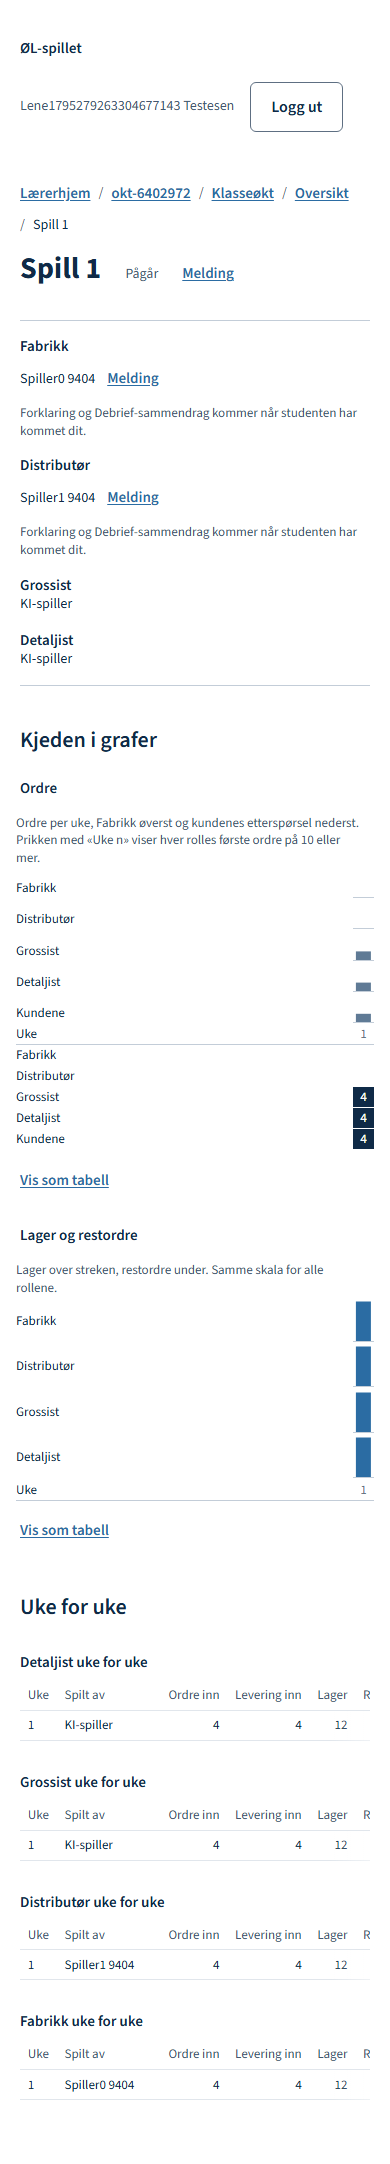 ØL-spillet
Lene1795279263304677143 Testesen Logg ut
Lærerhjem / okt-6402972 / Klasseøkt / Oversikt
/ Spill 1
Spill 1 Pågår Melding
Fabrikk
Spiller0 9404 Melding
Forklaring og Debrief-sammendrag kommer når studenten har
kommet dit.
Distributør
Spiller1 9404 Melding
Forklaring og Debrief-sammendrag kommer når studenten har
kommet dit.
Grossist
KI-spiller
Detaljist
KI-spiller
Kjeden i grafer
Ordre
Ordre per uke, Fabrikk øverst og kundenes etterspørsel nederst.
Prikken med «Uke n» viser hver rolles første ordre på 10 eller
mer.
Fabrikk
Distributør
Grossist
Detaljist
Kundene
Uke 1
Fabrikk
Distributør
Grossist 4
Detaljist 4
Kundene 4
Vis som tabell
Lager og restordre
Lager over streken, restordre under. Samme skala for alle
rollene.
Fabrikk
Distributør
Grossist
Detaljist
Uke 1
Vis som tabell
Uke for uke
Detaljist uke for uke
Uke Spilt av Ordre inn Levering inn Lager R
1 KI-spiller 4 4 12
Grossist uke for uke
Uke Spilt av Ordre inn Levering inn Lager R
1 KI-spiller 4 4 12
Distributør uke for uke
Uke Spilt av Ordre inn Levering inn Lager R
1 Spiller1 9404 4 4 12
Fabrikk uke for uke
Uke Spilt av Ordre inn Levering inn Lager R
1 Spiller0 9404 4 4 12